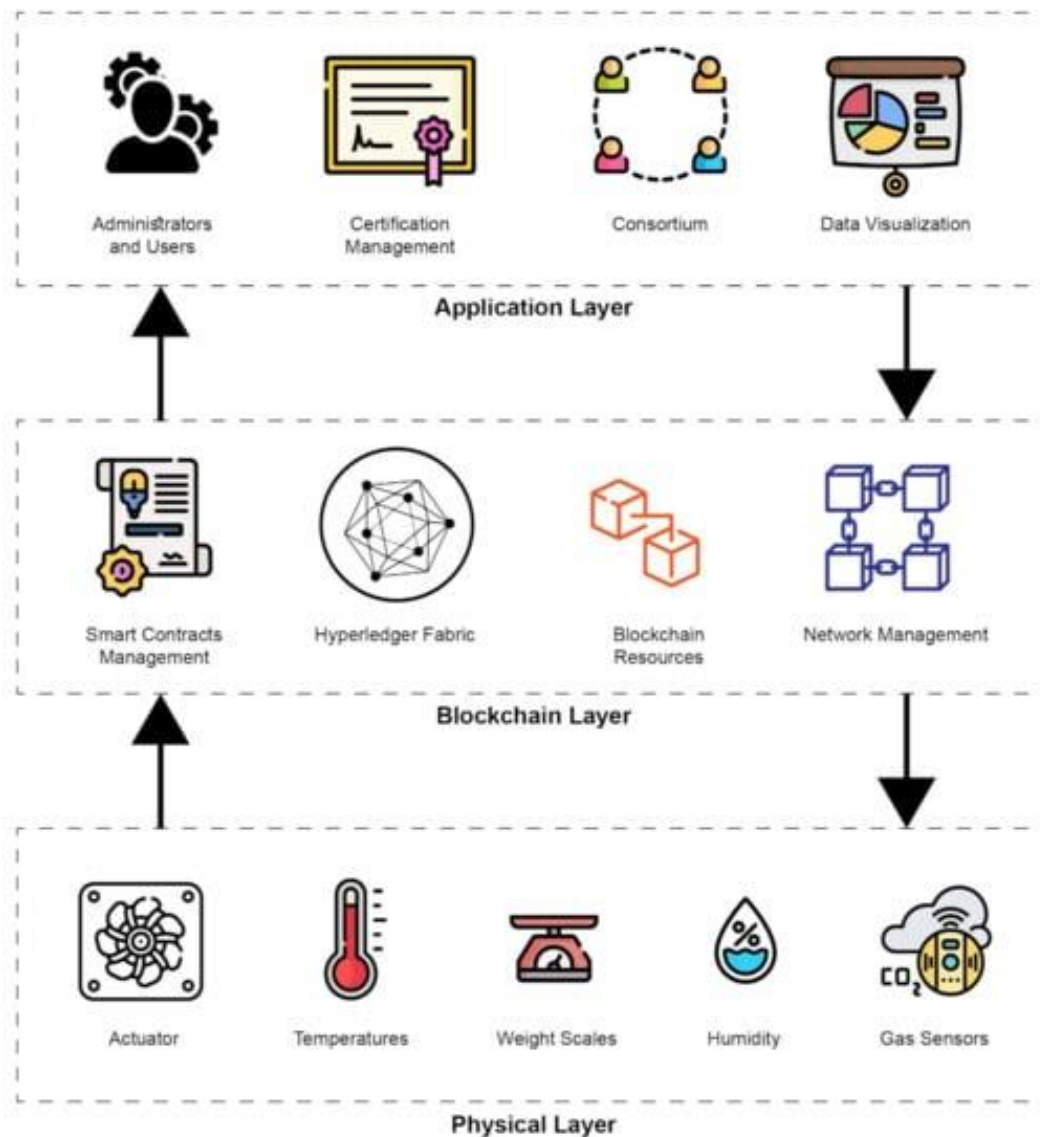 Administrators
and Users
Certification
Management
Consortium
Data Visualization
Application Layer
Smart Contracts
Management
Hyperledger Fabric
Blockchain
Resources
Network Management
Blockchain Layer
%
CO2
Actuator
Temperatures
Weight Scales
Humidity
Gas Sensors
Physical Layer